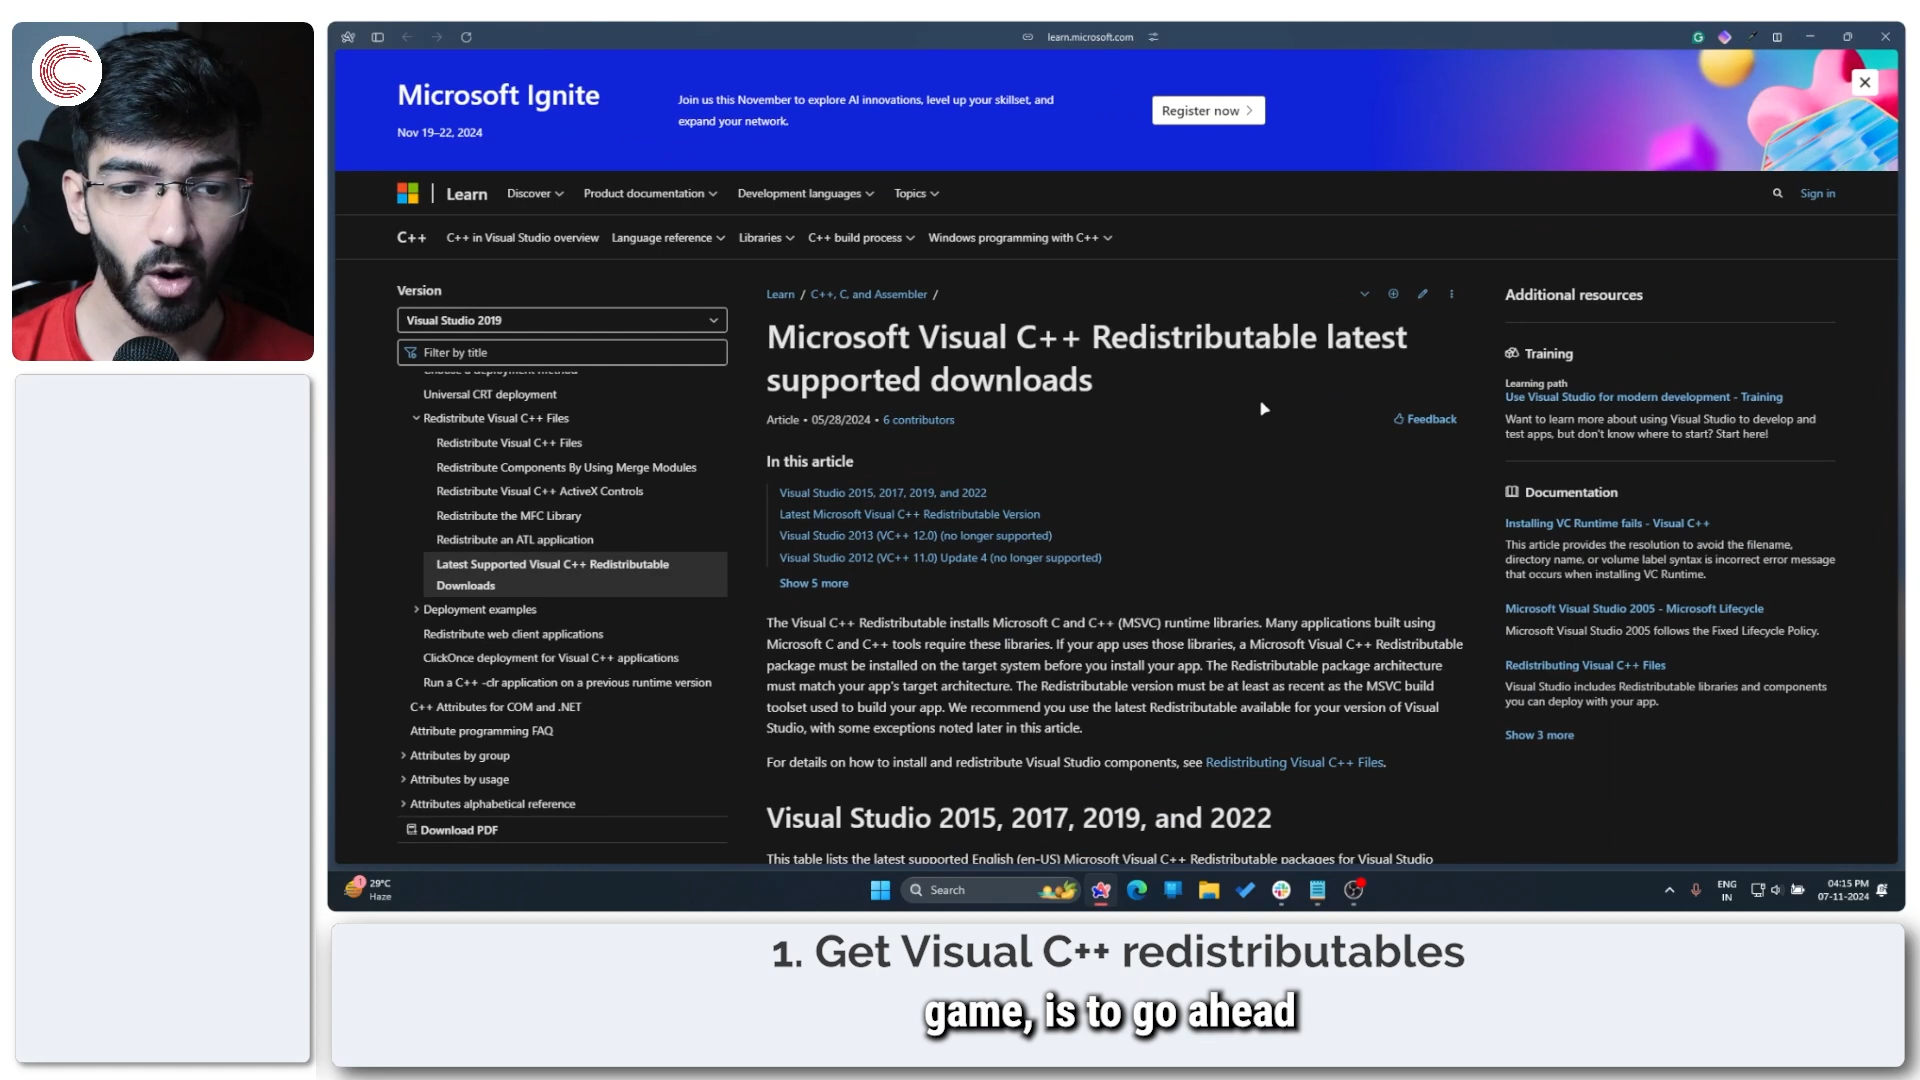 learn.microsoft.com
Microsoft Ignite
Nov 19–22, 2024
Join us this November to explore AI innovations, level up your skillset, and
expand your network.
Register now
Learn
Discover
Product documentation
Development languages
Topics
Sign in
C++
C++ in Visual Studio overview
Language reference
Libraries
C++ build process
Windows programming with C++
Version
Visual Studio 2019
Filter by title
Choose a deployment method
Universal CRT deployment
Redistribute Visual C++ Files
Redistribute Visual C++ Files
Redistribute Components By Using Merge Modules
Redistribute Visual C++ ActiveX Controls
Redistribute the MFC Library
Redistribute an ATL application
Latest Supported Visual C++ Redistributable
Downloads
Deployment examples
Redistribute web client applications
ClickOnce deployment for Visual C++ applications
Run a C++ -clr application on a previous runtime version
C++ Attributes for COM and .NET
Attribute programming FAQ
Attributes by group
Attributes by usage
Attributes alphabetical reference
Download PDF
Learn / C++, C, and Assembler /
Microsoft Visual C++ Redistributable latest
supported downloads
Article • 05/28/2024 • 6 contributors
Feedback
In this article
Visual Studio 2015, 2017, 2019, and 2022
Latest Microsoft Visual C++ Redistributable Version
Visual Studio 2013 (VC++ 12.0) (no longer supported)
Visual Studio 2012 (VC++ 11.0) Update 4 (no longer supported)
Show 5 more
The Visual C++ Redistributable installs Microsoft C and C++ (MSVC) runtime libraries. Many applications built using
Microsoft C and C++ tools require these libraries. If your app uses those libraries, a Microsoft Visual C++ Redistributable
package must be installed on the target system before you install your app. The Redistributable package architecture
must match your app's target architecture. The Redistributable version must be at least as recent as the MSVC build
toolset used to build your app. We recommend you use the latest Redistributable available for your version of Visual
Studio, with some exceptions noted later in this article.
For details on how to install and redistribute Visual Studio components, see Redistributing Visual C++ Files.
Visual Studio 2015, 2017, 2019, and 2022
This table lists the latest supported English (en-US) Microsoft Visual C++ Redistributable packages for Visual Studio
Additional resources
Training
Learning path
Use Visual Studio for modern development - Training
Want to learn more about using Visual Studio to develop and
test apps, but don't know where to start? Start here!
Documentation
Installing VC Runtime fails - Visual C++
This article provides the resolution to avoid the filename,
directory name, or volume label syntax is incorrect error message
that occurs when installing VC Runtime.
Microsoft Visual Studio 2005 - Microsoft Lifecycle
Microsoft Visual Studio 2005 follows the Fixed Lifecycle Policy.
Redistributing Visual C++ Files
Visual Studio includes Redistributable libraries and components
you can deploy with your app.
Show 3 more
1
29°C
Haze
Search
ENG
IN
04:15 PM
07-11-2024
1. Get Visual C++ redistributables
game, is to go ahead